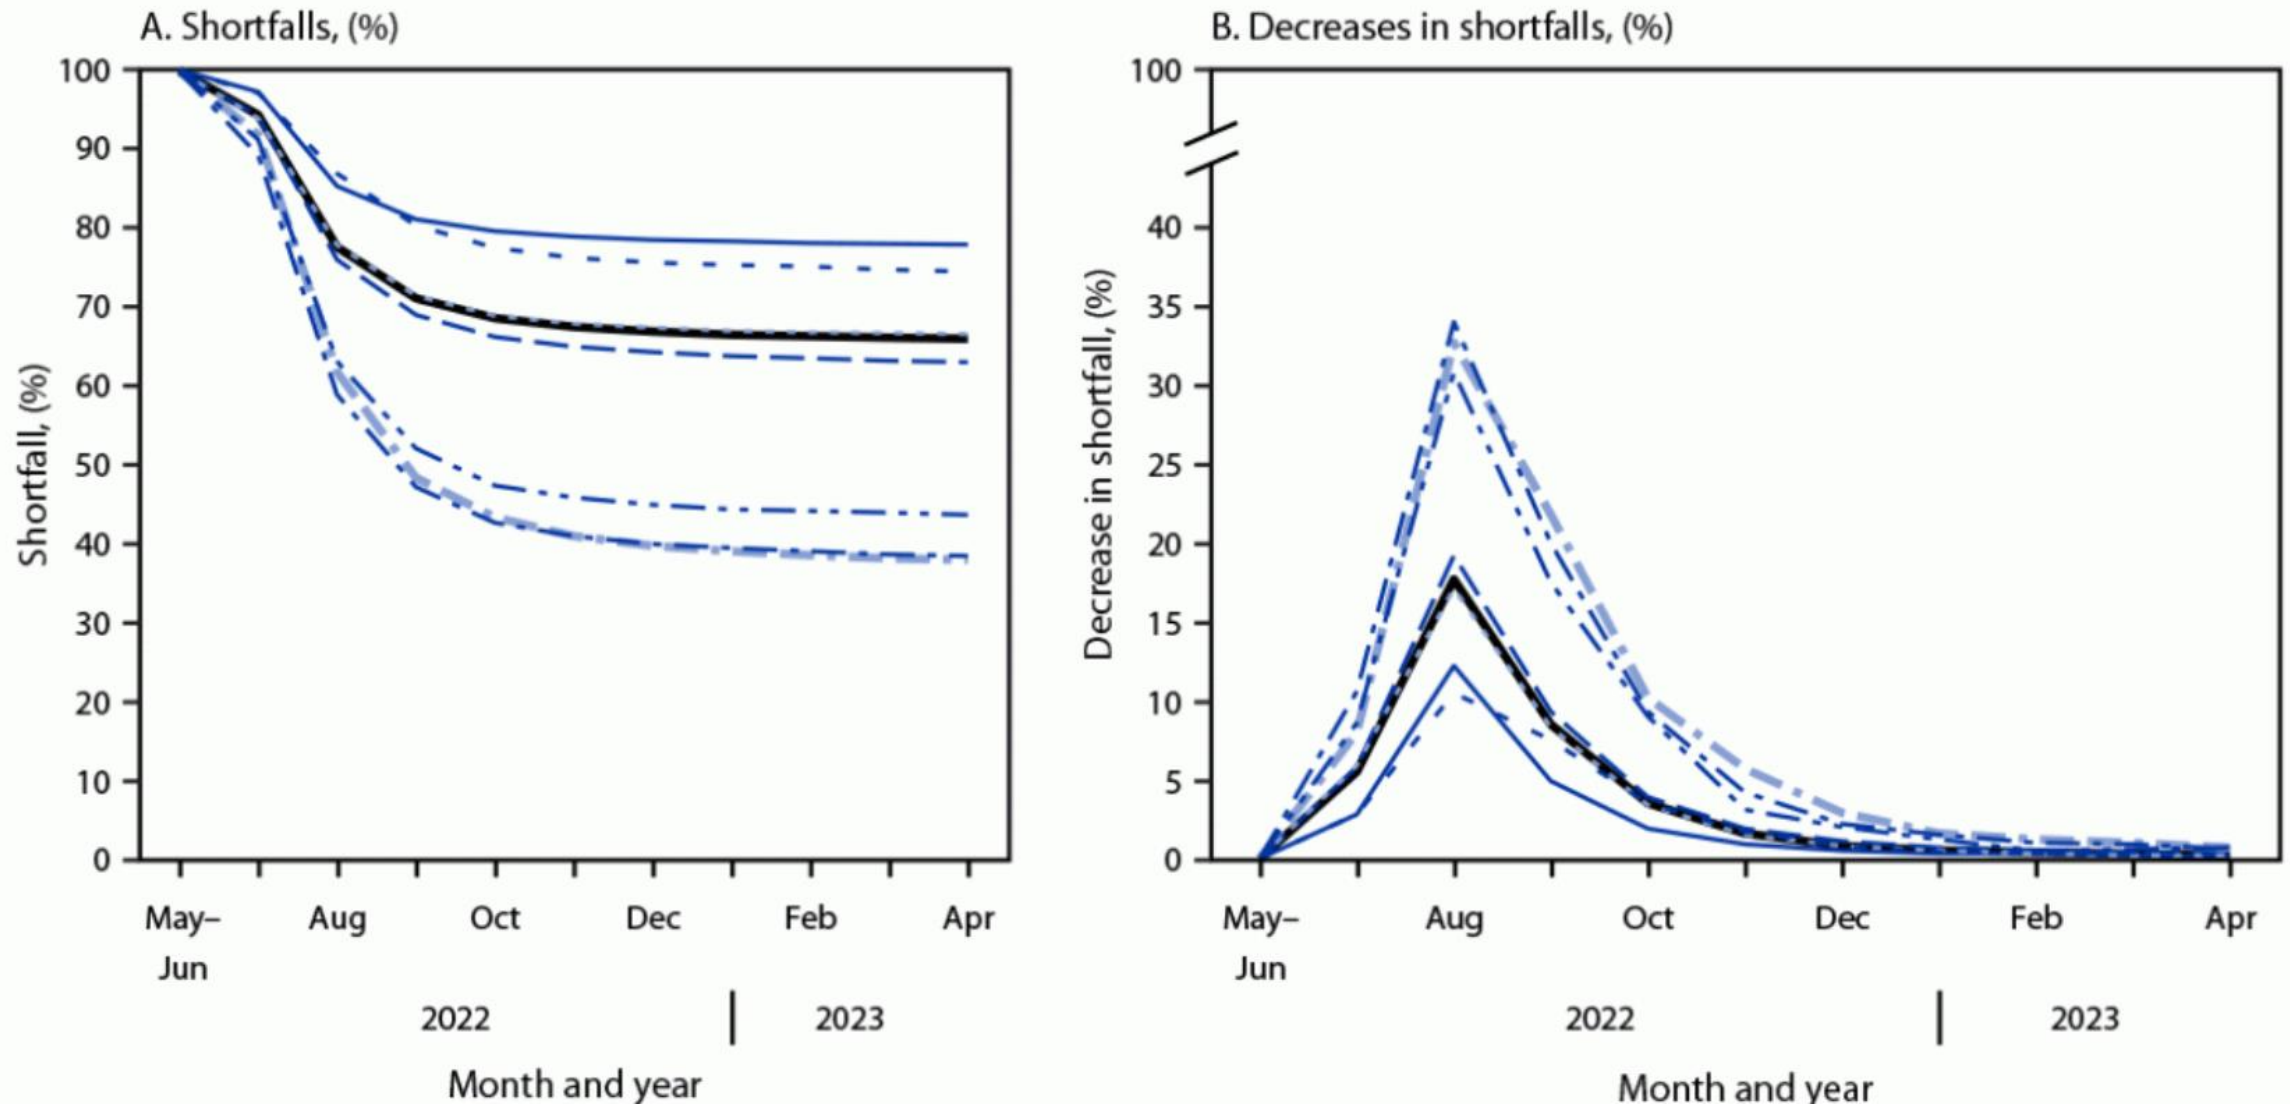 A. Shortfalls, (%)
100
90
80
70
60
50
40
30
20
10
0
Shortfall, (%)
May–
Jun
Aug
Oct
Dec
Feb
Apr
2022
2023
Month and year
B. Decreases in shortfalls, (%)
100
40
35
30
25
20
15
10
5
0
Decrease in shortfall, (%)
May–
Jun
Aug
Oct
Dec
Feb
Apr
2022
2023
Month and year